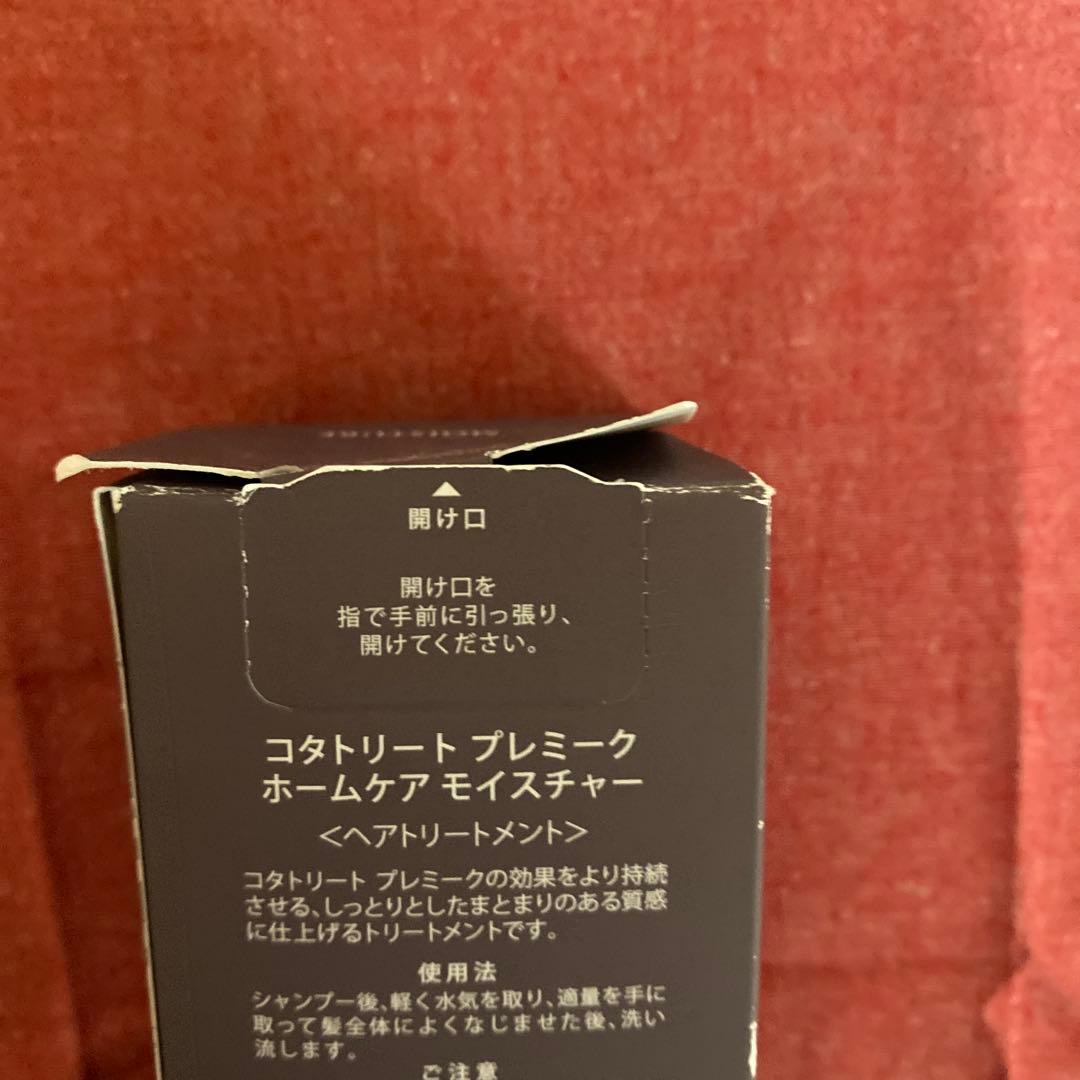 MOISTURE
開け口
開け口を
指で手前に引っ張り、
開けてください。
コタトリート プレミーク
ホームケア モイスチャー
<ヘアトリートメント>
コタトリート プレミークの効果をより持続
させる、しっとりとしたまとまりのある質感
に仕上げるトリートメントです。
使用法
シャンプー後、軽く水気を取り、適量を手に
取って髪全体によくなじませた後、洗い
流します。
ご注意